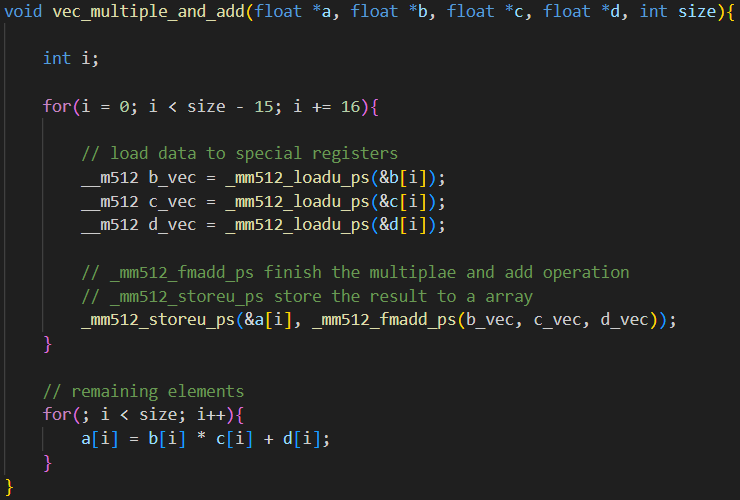 void vec_multiple_and_add(float *a, float *b, float *c, float *d, int size){
int i;
for(i = 0; i < size - 15; i += 16){
// load data to special registers
__m512 b_vec = _mm512_loadu_ps(&b[i]);
__m512 c_vec = _mm512_loadu_ps(&c[i]);
__m512 d_vec = _mm512_loadu_ps(&d[i]);
// _mm512_fmadd_ps finish the multiplae and add operation
// _mm512_storeu_ps store the result to a array
_mm512_storeu_ps(&a[i], _mm512_fmadd_ps(b_vec, c_vec, d_vec));
}
// remaining elements
for(; i < size; i++){
a[i] = b[i] * c[i] + d[i];
}
}